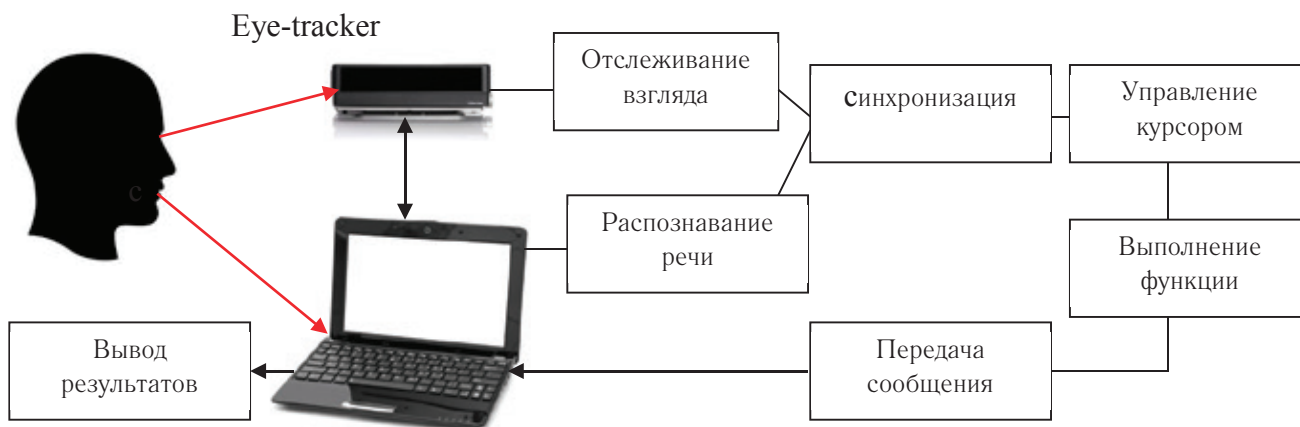 Eye-tracker
Отслеживание
взгляда
синхронизация
Управление
курсором
с
Распознавание
речи
Выполнение
функции
Вывод
результатов
Передача
сообщения